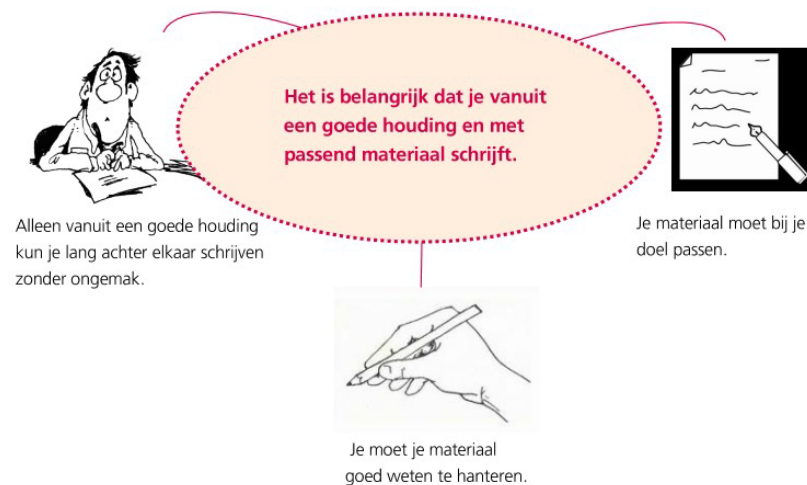 Het is belangrijk dat je vanuit
een goede houding en met
passend materiaal schrijft.
Alleen vanuit een goede houding
kun je lang achter elkaar schrijven
zonder ongemak.
Je materiaal moet bij je
doel passen.
Je moet je materiaal
goed weten te hanteren.